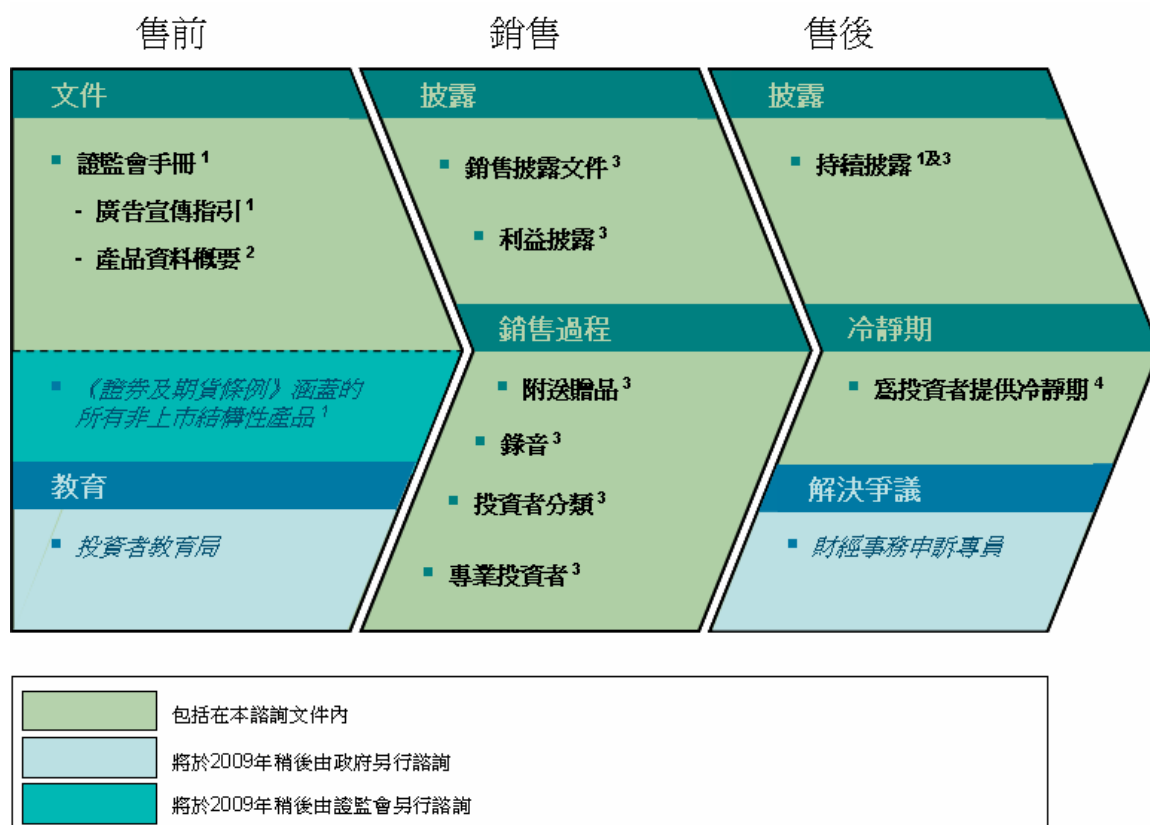 售前
銷售
售後
文件
▪ 證監會手冊 1
- 廣告宣傳指引 1
- 產品資料概要 2
▪ 《證券及期貨條例》涵蓋的
所有非上市結構性產品 1
教育
▪ 投資者教育局
披露
▪ 銷售披露文件 3
▪ 利益披露 3
銷售過程
▪ 附送贈品 3
▪ 錄音 3
▪ 投資者分類 3
▪ 專業投資者 3
披露
▪ 持續披露 1及3
冷靜期
▪ 為投資者提供冷靜期 4
解決爭議
▪ 財經事務申訴專員
包括在本諮詢文件內
將於2009年稍後由政府另行諮詢
將於2009年稍後由證監會另行諮詢